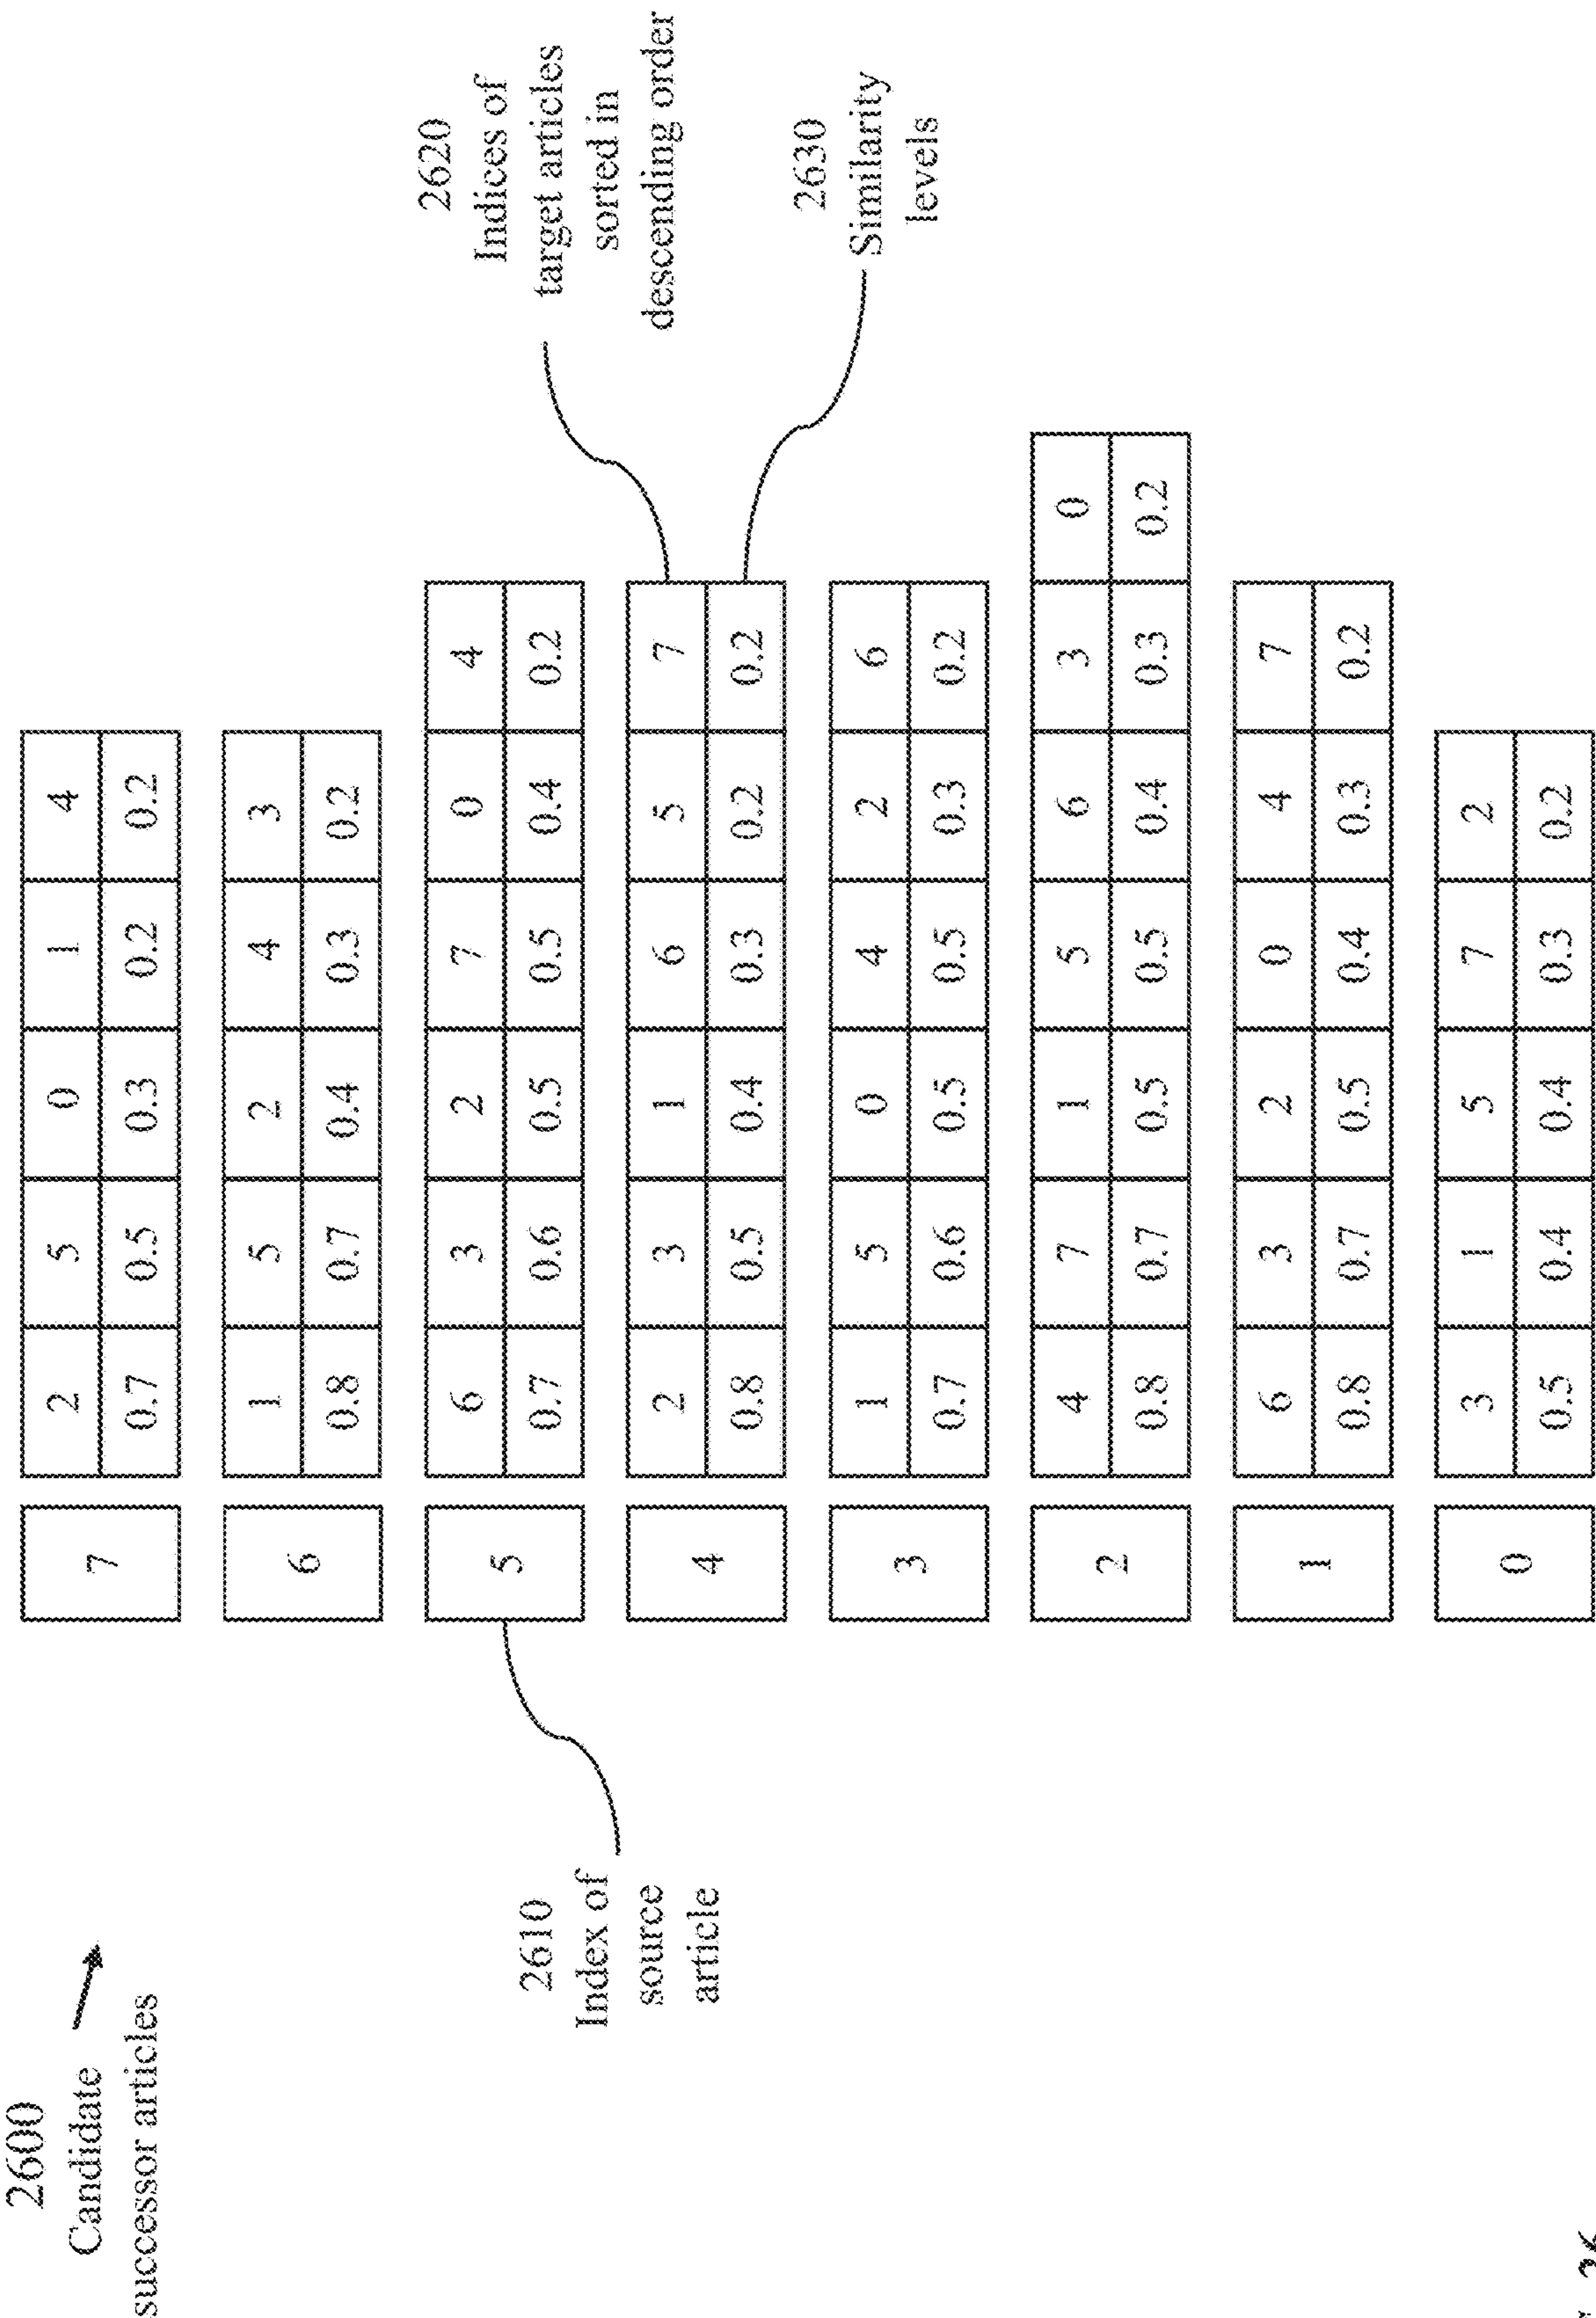 2600
Candidate
successor articles
7
2 5 0 1 4
0.7 0.5 0.3 0.2 0.2
6
1 5 2 4 3
0.8 0.7 0.4 0.3 0.2
2610
Index of
source
article
5
6 3 2 7 0 4
0.7 0.6 0.5 0.5 0.4 0.2
2620
Indices of
target articles
sorted in
descending order
4
2 3 1 6 5 7
0.8 0.5 0.4 0.3 0.2 0.2
2630
Similarity
levels
3
1 5 0 4 2 6
0.7 0.6 0.5 0.5 0.3 0.2
2
4 7 1 5 6 3 0
0.8 0.7 0.5 0.5 0.4 0.3 0.2
1
6 3 2 0 4 7
0.8 0.7 0.5 0.4 0.3 0.2
0
3 1 5 7 2
0.5 0.4 0.4 0.3 0.2
26